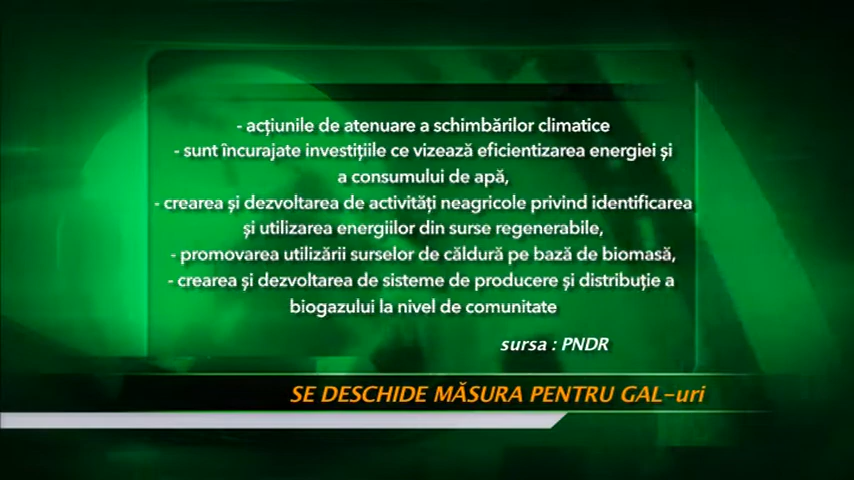 - acțiunile de atenuare a schimbărilor climatice
- sunt încurajate investițiile ce vizează eficientizarea energiei și
a consumului de apă,
- crearea și dezvoltarea de activități neagricole privind identificarea
și utilizarea energiilor din surse regenerabile,
- promovarea utilizării surselor de căldură pe bază de biomasă,
- crearea și dezvoltarea de sisteme de producere și distribuție a
biogazului la nivel de comunitate
sursa : PNDR
SE DESCHIDE MĂSURA PENTRU GAL-uri